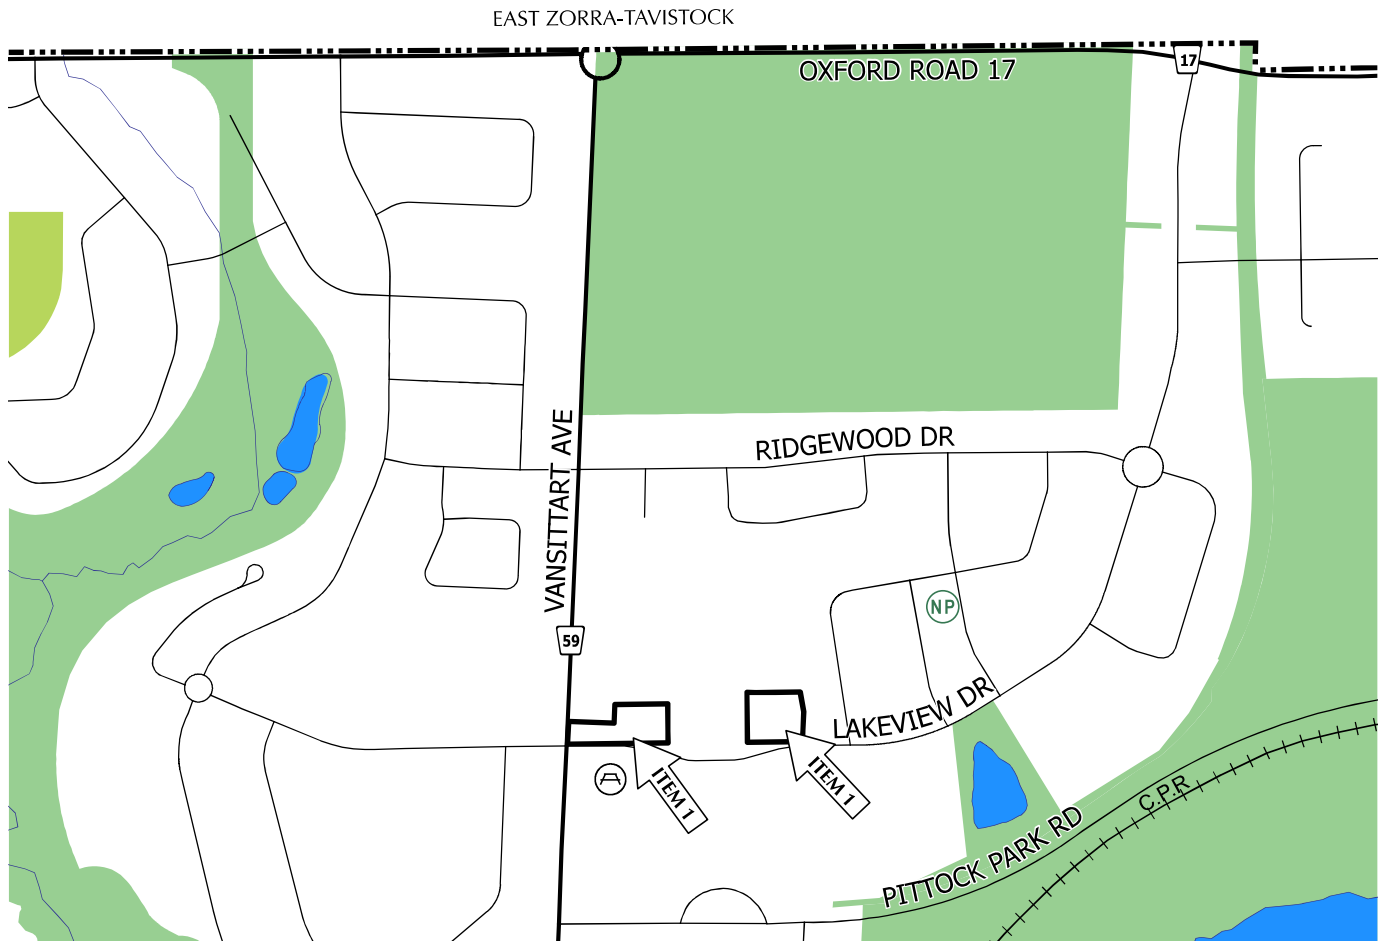 EAST ZORRA-TAVISTOCK
17
OXFORD ROAD 17
RIDGEWOOD DR
VANSITTART AVE
NP
59
LAKEVIEW DR
ITEM 1
ITEM 1
C.P.R
PITTOCK PARK RD